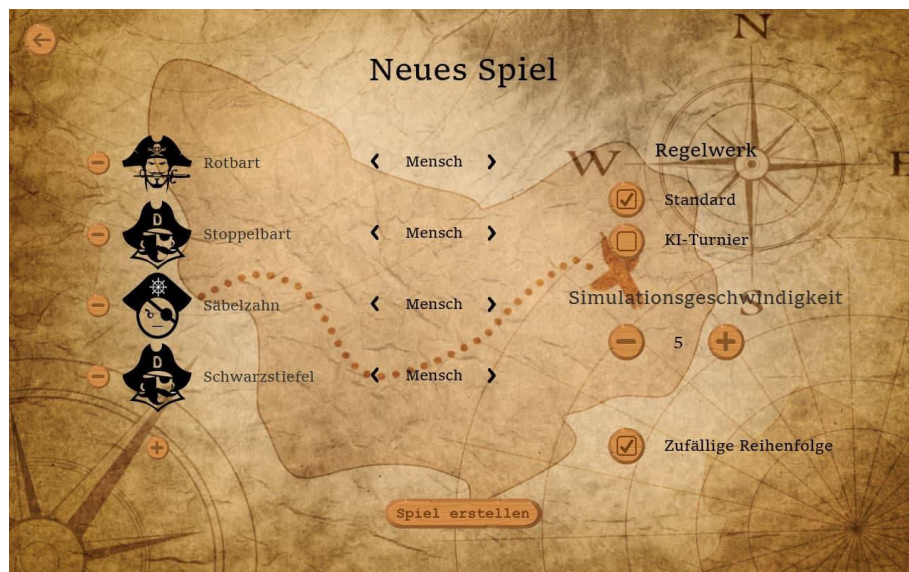 Neues Spiel
N
W
E
S
Rotbart
Mensch
Stoppelbart
Mensch
Säbelzahn
Mensch
Schwarzstiefel
Mensch
Regelwerk
Standard
KI-Turnier
Simulationsgeschwindigkeit
5
Zufällige Reihenfolge
Spiel erstellen
D
D